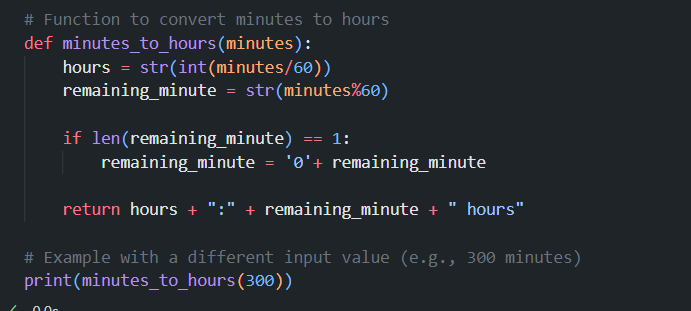 # Function to convert minutes to hours
def minutes_to_hours(minutes):
    hours = str(int(minutes/60))
    remaining_minute = str(minutes%60)

    if len(remaining_minute) == 1:
        remaining_minute = '0'+ remaining_minute

    return hours + ":" + remaining_minute + " hours"

# Example with a different input value (e.g., 300 minutes)
print(minutes_to_hours(300))